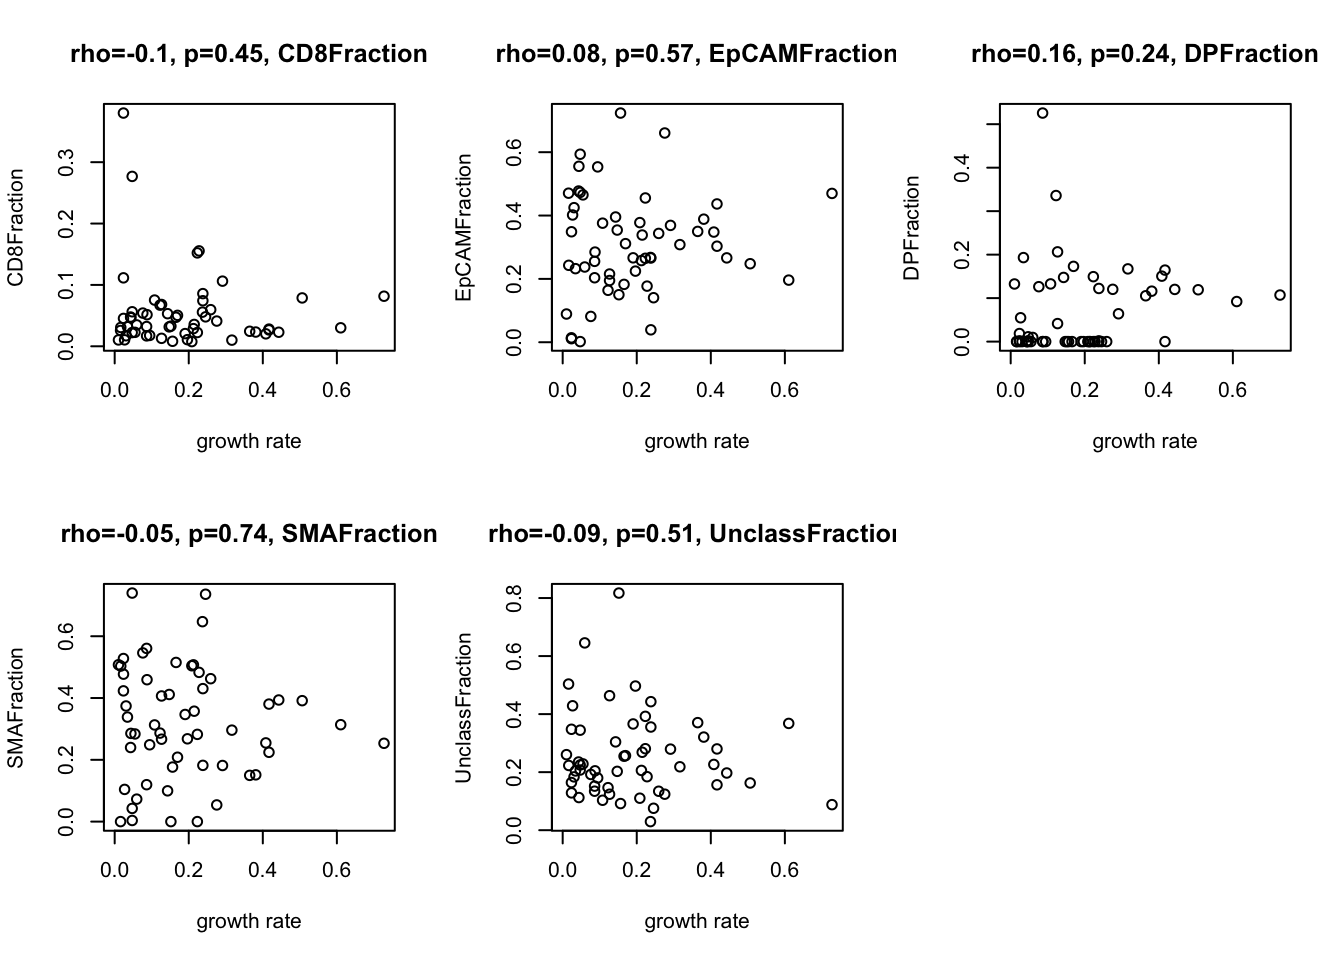 rho=-0.1, p=0.45, CD8Fraction
CD8Fraction
0.0 0.1 0.2 0.3
0.0 0.2 0.4 0.6
growth rate
rho=0.08, p=0.57, EpCAMFraction
EpCAMFraction
0.0 0.2 0.4 0.6
0.0 0.2 0.4 0.6
growth rate
rho=0.16, p=0.24, DPFraction
DPFraction
0.0 0.2 0.4
0.0 0.2 0.4 0.6
growth rate
rho=-0.05, p=0.74, SMAFraction
SMAFraction
0.0 0.2 0.4 0.6
0.0 0.2 0.4 0.6
growth rate
rho=-0.09, p=0.51, UnclassFraction
UnclassFraction
0.0 0.2 0.4 0.6 0.8
0.0 0.2 0.4 0.6
growth rate